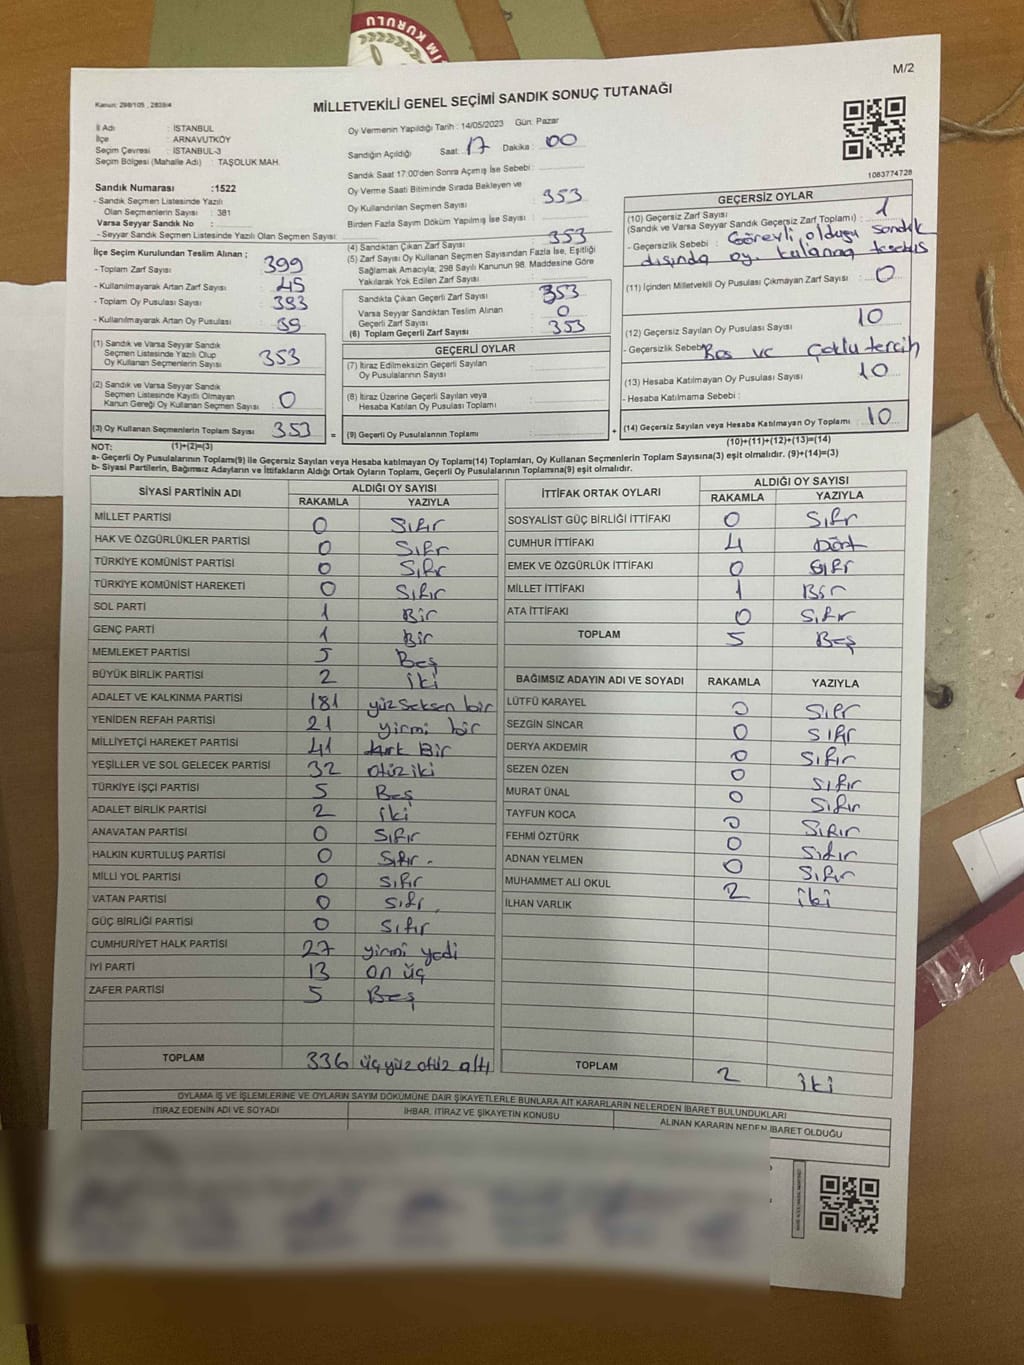 IM KURULU
M/2
Kanun: 298/105 , 2839/4
MİLLETVEKİLİ GENEL SEÇİMİ SANDIK SONUÇ TUTANAĞI
İl Adı : İSTANBUL
İlçe : ARNAVUTKÖY
Seçim Çevresi : İSTANBUL-3
Seçim Bölgesi (Mahalle Adı) : TAŞOLUK MAH.
Sandık Numarası :1522
- Sandık Seçmen Listesinde Yazılı
Olan Seçmenlerin Sayısı : 381
Varsa Seyyar Sandık No :
- Seyyar Sandık Seçmen Listesinde Yazılı Olan Seçmen Sayısı:
Oy Vermenin Yapıldığı Tarih : 14/05/2023 Gün: Pazar
Sandığın Açıldığı Saat: 17 Dakika : 00
Sandık Saat 17:00'den Sonra Açmış İse Sebebi :
Oy Verme Saati Bitiminde Sırada Bekleyen ve
Oy Kullandırılan Seçmen Sayısı 353
Birden Fazla Sayım Döküm Yapılmış İse Sayısı :
(4) Sandıktan Çıkan Zarf Sayısı 353
(5) Zarf Sayısı Oy Kullanan Seçmen Sayısından Fazla İse, Eşitliği
Sağlamak Amacıyla, 298 Sayılı Kanunun 98. Maddesine Göre
Yakılarak Yok Edilen Zarf Sayısı :
1083774728
İlçe Seçim Kurulundan Teslim Alınan ;
- Toplam Zarf Sayısı : 399
- Kullanılmayarak Artan Zarf Sayısı : 45
- Toplam Oy Pusulası Sayısı : 393
- Kullanılmayarak Artan Oy Pusulası : 39
(1) Sandık ve Varsa Seyyar Sandık
Seçmen Listesinde Yazılı Olup
Oy Kullanan Seçmenlerin Sayısı : 353
(2) Sandık ve Varsa Seyyar Sandık
Seçmen Listesinde Kayıtlı Olmayan
Kanun Gereği Oy Kullanan Seçmen Sayısı : 0
(3) Oy Kullanan Seçmenlerin Toplam Sayısı : 353 =
Sandıkta Çıkan Geçerli Zarf Sayısı 353
Varsa Seyyar Sandıktan Teslim Alınan
Geçerli Zarf Sayısı 0
(6) Toplam Geçerli Zarf Sayısı : 353
GEÇERLİ OYLAR
(7) İtiraz Edilmeksizin Geçerli Sayılan
Oy Pusulalarının Sayısı :
(8) İtiraz Üzerine Geçerli Sayılan veya
Hesaba Katılan Oy Pusulası Toplamı :
(9) Geçerli Oy Pusulalarının Toplamı : +
GEÇERSİZ OYLAR
(10) Geçersiz Zarf Sayısı
(Sandık ve Varsa Seyyar Sandık Geçersiz Zarf Toplamı) : 1
- Geçersizlik Sebebi : Görevli olduğu sandık
dışında oy
(11) İçinden Milletvekili Oy Pusulası Çıkmayan Zarf Sayısı : 0
(12) Geçersiz Sayılan Oy Pusulası Sayısı : 10
- Geçersizlik Sebebi Boş ve Çoklu tercih
(13) Hesaba Katılmayan Oy Pusulası Sayısı : 10
- Hesaba Katılmama Sebebi :
(14) Geçersiz Sayılan veya Hesaba Katılmayan Oy Toplamı : 10
NOT: (1)+(2)=(3) (10)+(11)+(12)+(13)=(14)
a- Geçerli Oy Pusulalarının Toplamı(9) ile Geçersiz Sayılan veya Hesaba katılmayan Oy Toplamı(14) Toplamları, Oy Kullanan Seçmenlerin Toplam Sayısına(3) eşit olmalıdır. (9)+(14)=(3)
b- Siyasi Partilerin, Bağımsız Adayların ve İttifakların Aldığı Ortak Oyların Toplamı, Geçerli Oy Pusulalarının Toplamına(9) eşit olmalıdır.
SİYASİ PARTİNİN ADI ALDIĞI OY SAYISI
RAKAMLA YAZIYLA
MİLLET PARTİSİ 0 Sıfır
HAK VE ÖZGÜRLÜKLER PARTİSİ 0 Sıfır
TÜRKİYE KOMÜNİST PARTİSİ 0 Sıfır
TÜRKİYE KOMÜNİST HAREKETİ 0 Sıfır
SOL PARTİ 1 Bir
GENÇ PARTİ 1 Bir
MEMLEKET PARTİSİ 5 Beş
BÜYÜK BİRLİK PARTİSİ 2 iki
ADALET VE KALKINMA PARTİSİ 181 yüzseksen bir
YENİDEN REFAH PARTİSİ 21 yirmi bir
MİLLİYETÇİ HAREKET PARTİSİ 41 kırk Bir
YEŞİLLER VE SOL GELECEK PARTİSİ 32 otuziki
TÜRKİYE İŞÇİ PARTİSİ 5 Beş
ADALET BİRLİK PARTİSİ 2 iki
ANAVATAN PARTİSİ 0 Sıfır
HALKIN KURTULUŞ PARTİSİ 0 Sıfır
MİLLİ YOL PARTİSİ 0 Sıfır
VATAN PARTİSİ 0 Sıfır
GÜÇ BİRLİĞİ PARTİSİ 0 Sıfır
CUMHURİYET HALK PARTİSİ 27 yirmi yedi
İYİ PARTİ 13 on üç
ZAFER PARTİSİ 5 Beş
TOPLAM 336 üçyüz otuz altı
İTTİFAK ORTAK OYLARI ALDIĞI OY SAYISI
RAKAMLA YAZIYLA
SOSYALİST GÜÇ BİRLİĞİ İTTİFAKI 0 Sıfır
CUMHUR İTTİFAKI 4 Dört
EMEK VE ÖZGÜRLÜK İTTİFAKI 0 Sıfır
MİLLET İTTİFAKI 1 Bir
ATA İTTİFAKI 0 Sıfır
TOPLAM 5 Beş
BAĞIMSIZ ADAYIN ADI VE SOYADI RAKAMLA YAZIYLA
LÜTFÜ KARAYEL 0 Sıfır
SEZGİN SİNCAR 0 Sıfır
DERYA AKDEMİR 0 Sıfır
SEZEN ÖZEN 0 Sıfır
MURAT ÜNAL 0 Sıfır
TAYFUN KOCA 0 Sıfır
FEHMİ ÖZTÜRK 0 Sıfır
ADNAN YELMEN 0 Sıfır
MUHAMMET ALİ OKUL 2 iki
İLHAN VARLIK
TOPLAM 2 iki
OYLAMA İŞ VE İŞLEMLERİNE VE OYLARIN SAYIM DÖKÜMÜNE DAİR ŞİKAYETLERLE BUNLARA AİT KARARLARIN NELERDEN İBARET BULUNDUKLARI
İTİRAZ EDENİN ADI VE SOYADI İHBAR, İTİRAZ VE ŞİKAYETİN KONUSU ALINAN KARARIN NEDEN İBARET OLDUĞU